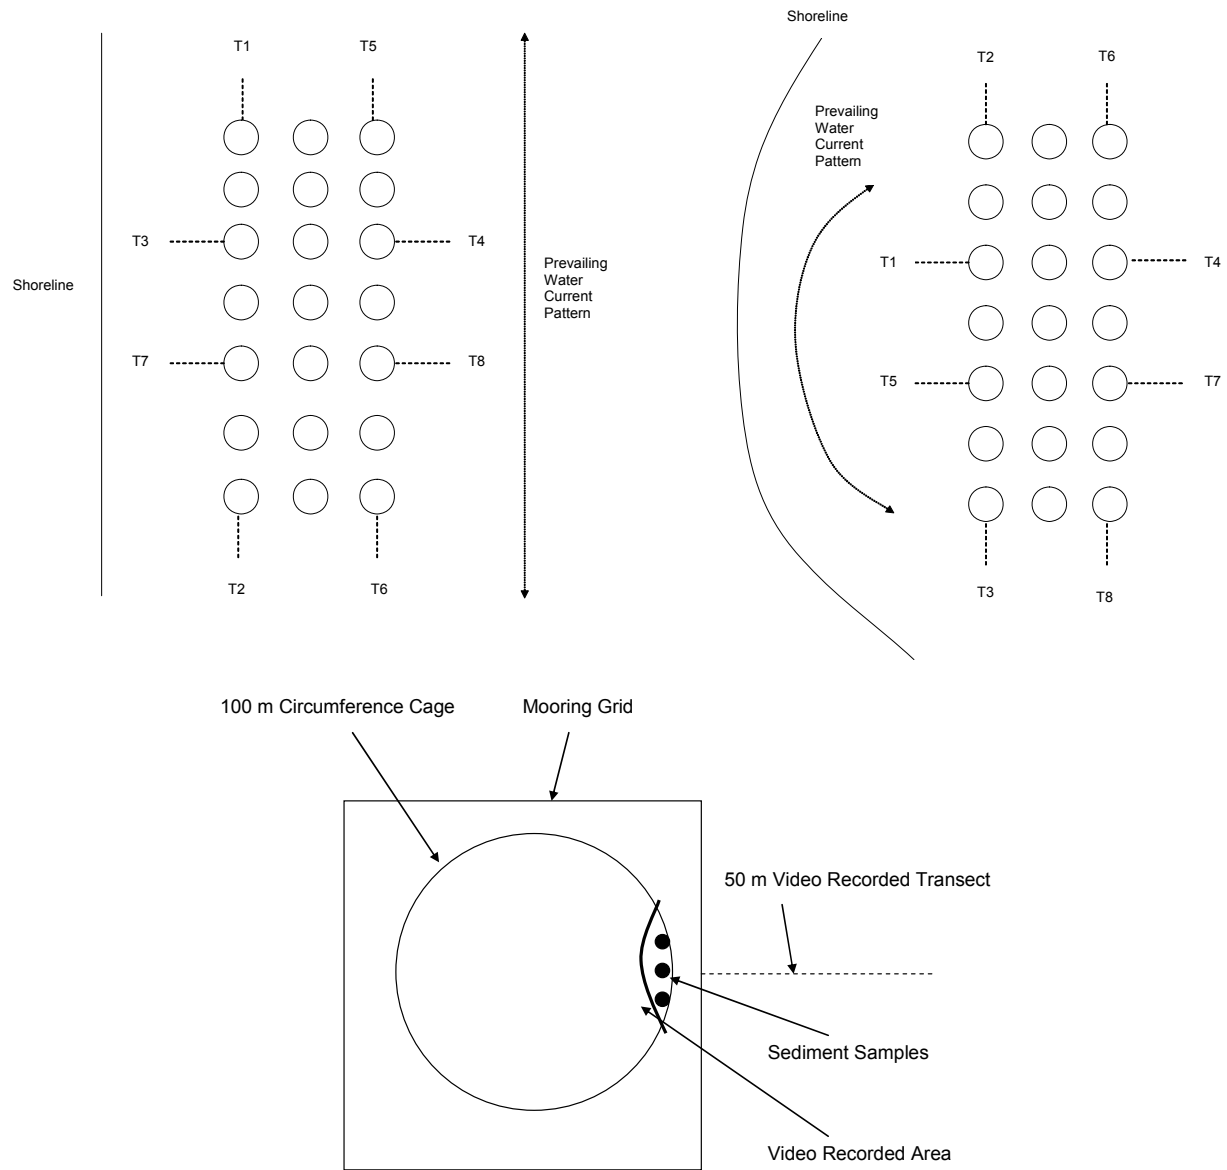 T1
T5
T3
T4
Shoreline
Prevailing
Water
Current
Pattern
T7
T8
T2
T6
Shoreline
T2
T6
Prevailing
Water
Current
Pattern
T1
T4
T5
T7
T3
T8
100 m Circumference Cage
Mooring Grid
50 m Video Recorded Transect
Sediment Samples
Video Recorded Area